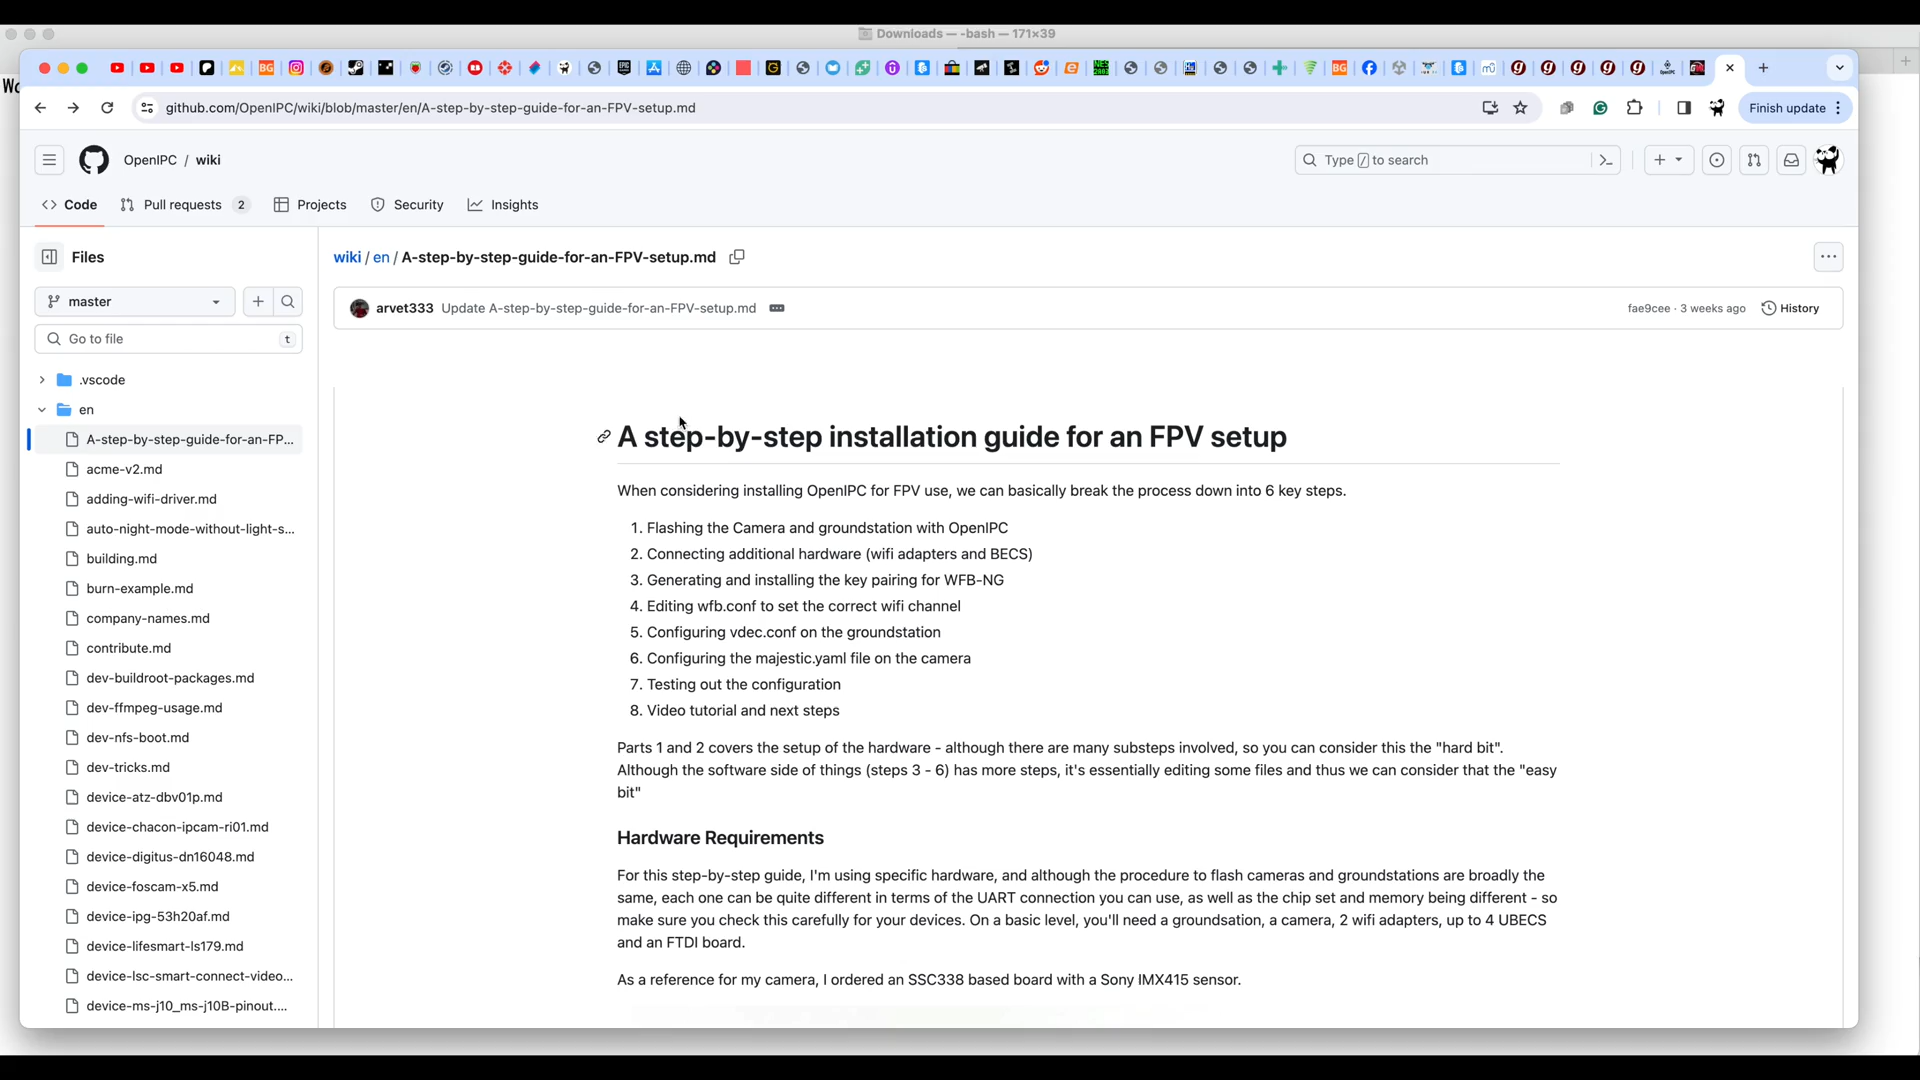 Downloads — -bash — 171×39
Wo
github.com/OpenIPC/wiki/blob/master/en/A-step-by-step-guide-for-an-FPV-setup.md
Finish update
OpenIPC / wiki
Type / to search
Code
Pull requests 2
Projects
Security
Insights
Files
wiki / en / A-step-by-step-guide-for-an-FPV-setup.md
master
arvet333 Update A-step-by-step-guide-for-an-FPV-setup.md
fae9cee · 3 weeks ago
History
Go to file
t
.vscode
en
A-step-by-step-guide-for-an-FP...
acme-v2.md
adding-wifi-driver.md
auto-night-mode-without-light-s...
building.md
burn-example.md
company-names.md
contribute.md
dev-buildroot-packages.md
dev-ffmpeg-usage.md
dev-nfs-boot.md
dev-tricks.md
device-atz-dbv01p.md
device-chacon-ipcam-ri01.md
device-digitus-dn16048.md
device-foscam-x5.md
device-ipg-53h20af.md
device-lifesmart-ls179.md
device-lsc-smart-connect-video...
device-ms-j10_ms-j10B-pinout....
A step-by-step installation guide for an FPV setup
When considering installing OpenIPC for FPV use, we can basically break the process down into 6 key steps.
1. Flashing the Camera and groundstation with OpenIPC
2. Connecting additional hardware (wifi adapters and BECS)
3. Generating and installing the key pairing for WFB-NG
4. Editing wfb.conf to set the correct wifi channel
5. Configuring vdec.conf on the groundstation
6. Configuring the majestic.yaml file on the camera
7. Testing out the configuration
8. Video tutorial and next steps
Parts 1 and 2 covers the setup of the hardware - although there are many substeps involved, so you can consider this the "hard bit".
Although the software side of things (steps 3 - 6) has more steps, it's essentially editing some files and thus we can consider that the "easy
bit"
Hardware Requirements
For this step-by-step guide, I'm using specific hardware, and although the procedure to flash cameras and groundstations are broadly the
same, each one can be quite different in terms of the UART connection you can use, as well as the chip set and memory being different - so
make sure you check this carefully for your devices. On a basic level, you'll need a groundsation, a camera, 2 wifi adapters, up to 4 UBECS
and an FTDI board.
As a reference for my camera, I ordered an SSC338 based board with a Sony IMX415 sensor.